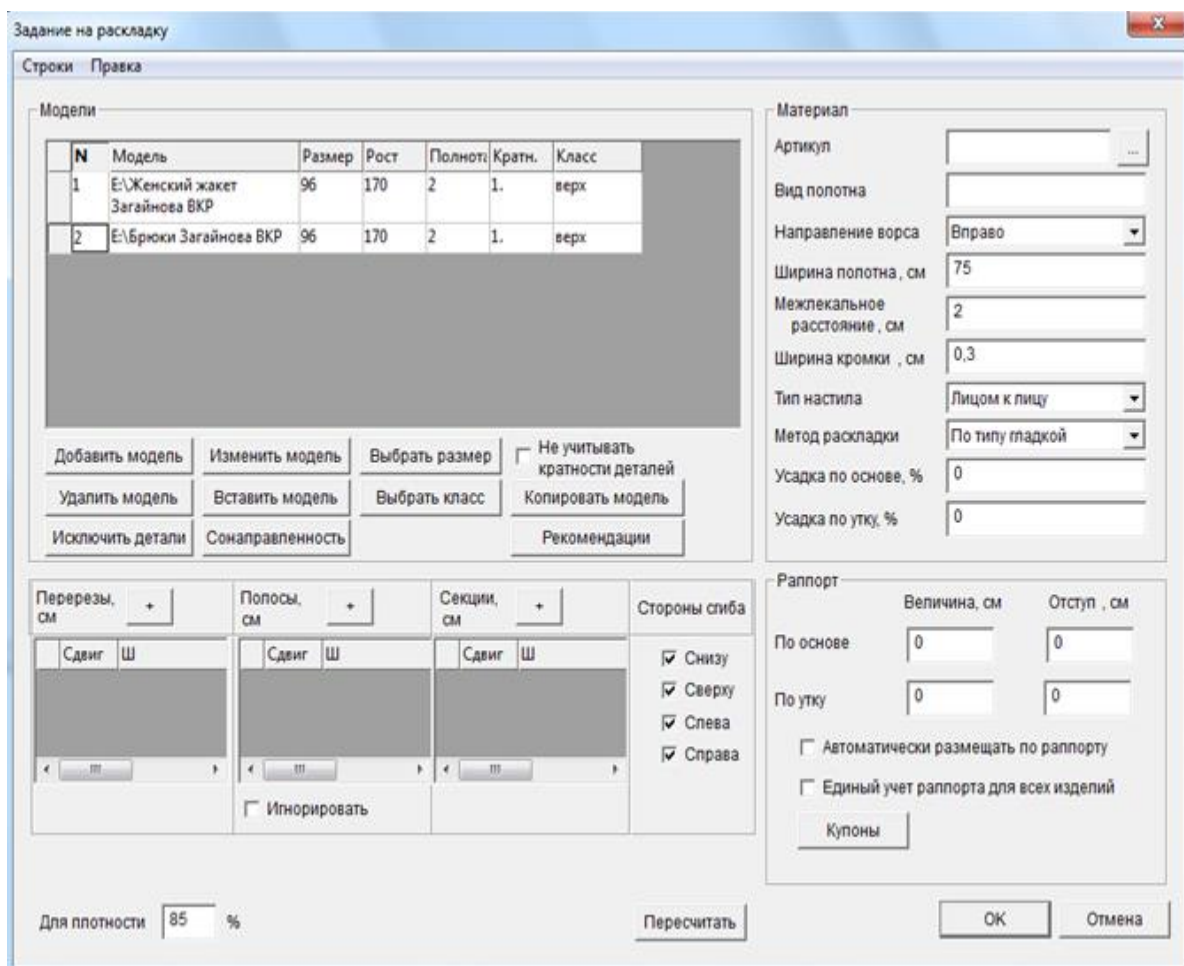 Задание на раскладку
Строки Правка
Модели
N Модель Размер Рост Полнота Кратн. Класс
1 E:\Женский жакет Загайнова ВКР 96 170 2 1. верх
2 E:\Брюки Загайнова ВКР 96 170 2 1. верх
Добавить модель Изменить модель Выбрать размер Не учитывать кратности деталей
Удалить модель Вставить модель Выбрать класс Копировать модель
Исключить детали Сонаправленность Рекомендации
Материал
Артикул ...
Вид полотна
Направление ворса Вправо
Ширина полотна , см 75
Межлекальное расстояние , см 2
Ширина кромки , см 0,3
Тип настила Лицом к лицу
Метод раскладки По типу гладкой
Усадка по основе, % 0
Усадка по утку, % 0
Перерезы, см +
Полосы, см +
Секции, см +
Стороны сгиба
Сдвиг Ш
Сдвиг Ш
Сдвиг Ш
Снизу
Сверху
Слева
Справа
Игнорировать
Раппорт
Величина, см Отступ , см
По основе 0 0
По утку 0 0
Автоматически размещать по раппорту
Единый учет раппорта для всех изделий
Купоны
Для плотности 85 %
Пересчитать
OK
Отмена